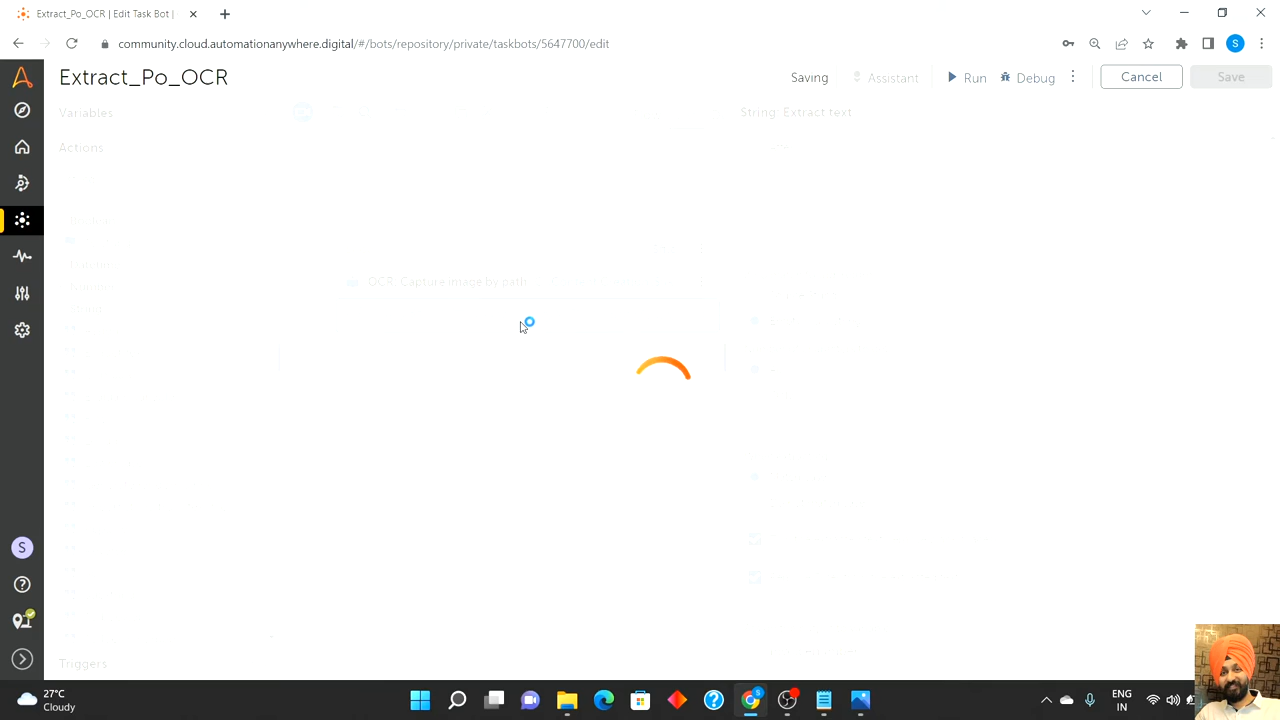 Extract_Po_OCR | Edit Task Bot |
community.cloud.automationanywhere.digital/#/bots/repository/private/taskbots/5647700/edit
S
Extract_Po_OCR
Saving
Assistant
Run
Debug
Cancel
Save
Variables
String: Extract text
Actions
OCR: Capture image by path
S
Triggers
27°C
Cloudy
ENG
IN